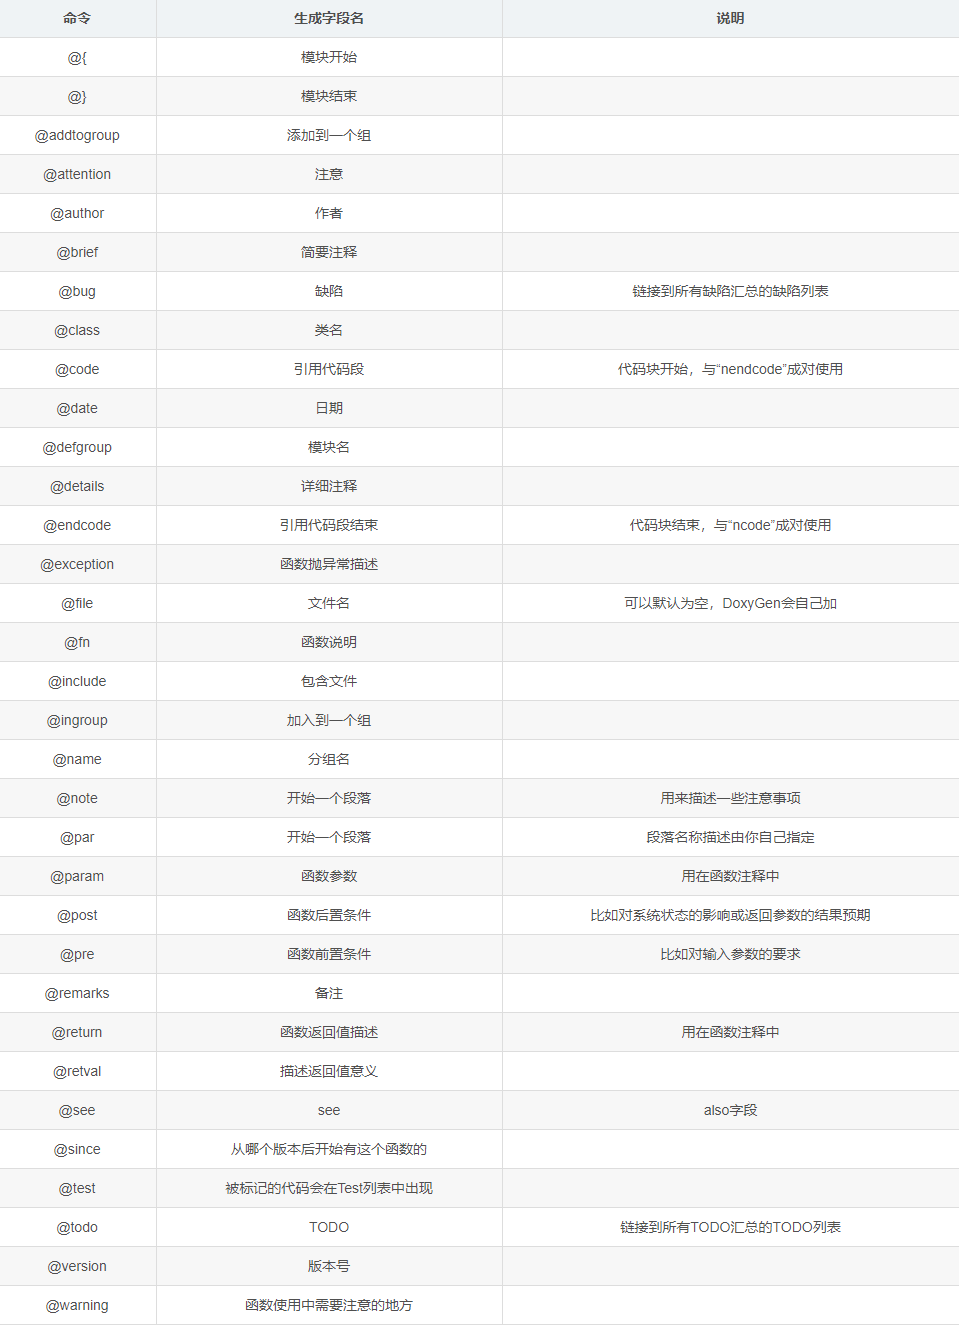 命令 生成字段名 说明
@{ 模块开始
@} 模块结束
@addtogroup 添加到一个组
@attention 注意
@author 作者
@brief 简要注释
@bug 缺陷 链接到所有缺陷汇总的缺陷列表
@class 类名
@code 引用代码段 代码块开始，与“nendcode”成对使用
@date 日期
@defgroup 模块名
@details 详细注释
@endcode 引用代码段结束 代码块结束，与“ncode”成对使用
@exception 函数抛异常描述
@file 文件名 可以默认为空，DoxyGen会自己加
@fn 函数说明
@include 包含文件
@ingroup 加入到一个组
@name 分组名
@note 开始一个段落 用来描述一些注意事项
@par 开始一个段落 段落名称描述由你自己指定
@param 函数参数 用在函数注释中
@post 函数后置条件 比如对系统状态的影响或返回参数的结果预期
@pre 函数前置条件 比如对输入参数的要求
@remarks 备注
@return 函数返回值描述 用在函数注释中
@retval 描述返回值意义
@see see also字段
@since 从哪个版本后开始有这个函数的
@test 被标记的代码会在Test列表中出现
@todo TODO 链接到所有TODO汇总的TODO列表
@version 版本号
@warning 函数使用中需要注意的地方